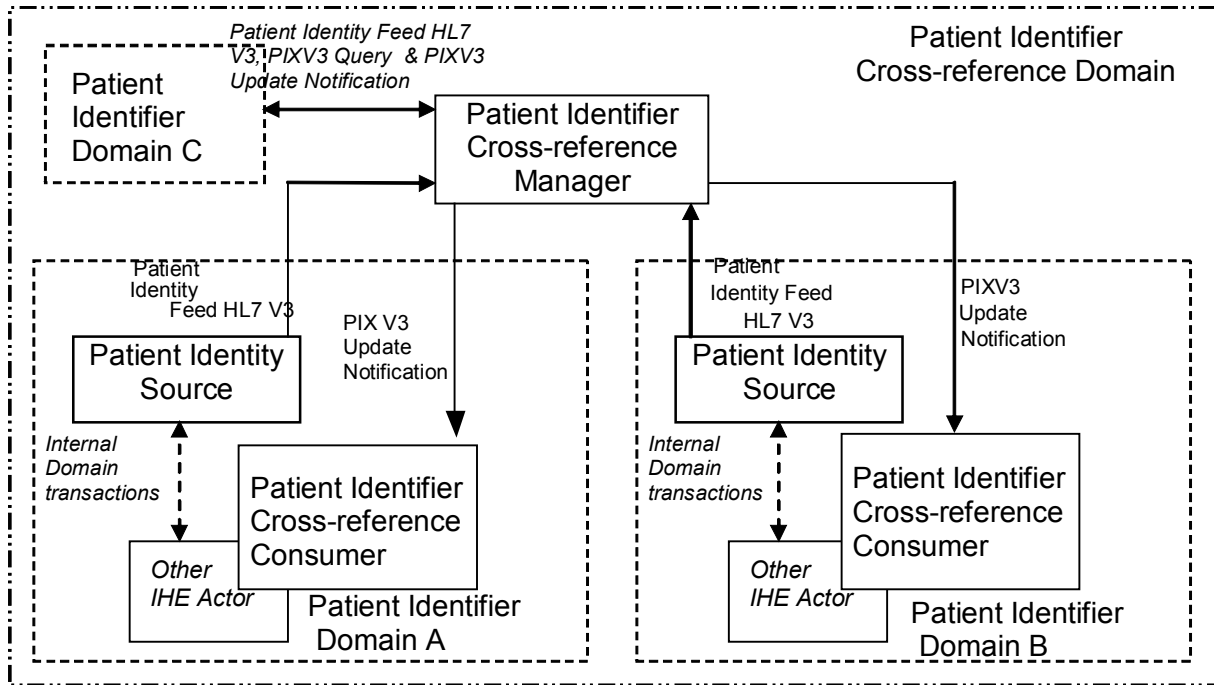 Patient Identity Feed HL7
V3, PIXV3 Query & PIXV3
Update Notification
Patient Identifier
Cross-reference Domain
Patient
Identifier
Domain C
Patient Identifier
Cross-reference
Manager
Patient
Identity
Feed HL7 V3
PIX V3
Update
Notification
Patient Identity
Source
Internal
Domain
transactions
Patient Identifier
Cross-reference
Consumer
Other
IHE Actor
Patient Identifier
Domain A
Patient
Identity Feed
HL7 V3
PIXV3
Update
Notification
Patient Identity
Source
Internal
Domain
transactions
Patient Identifier
Cross-reference
Consumer
Other
IHE Actor
Patient Identifier
Domain B